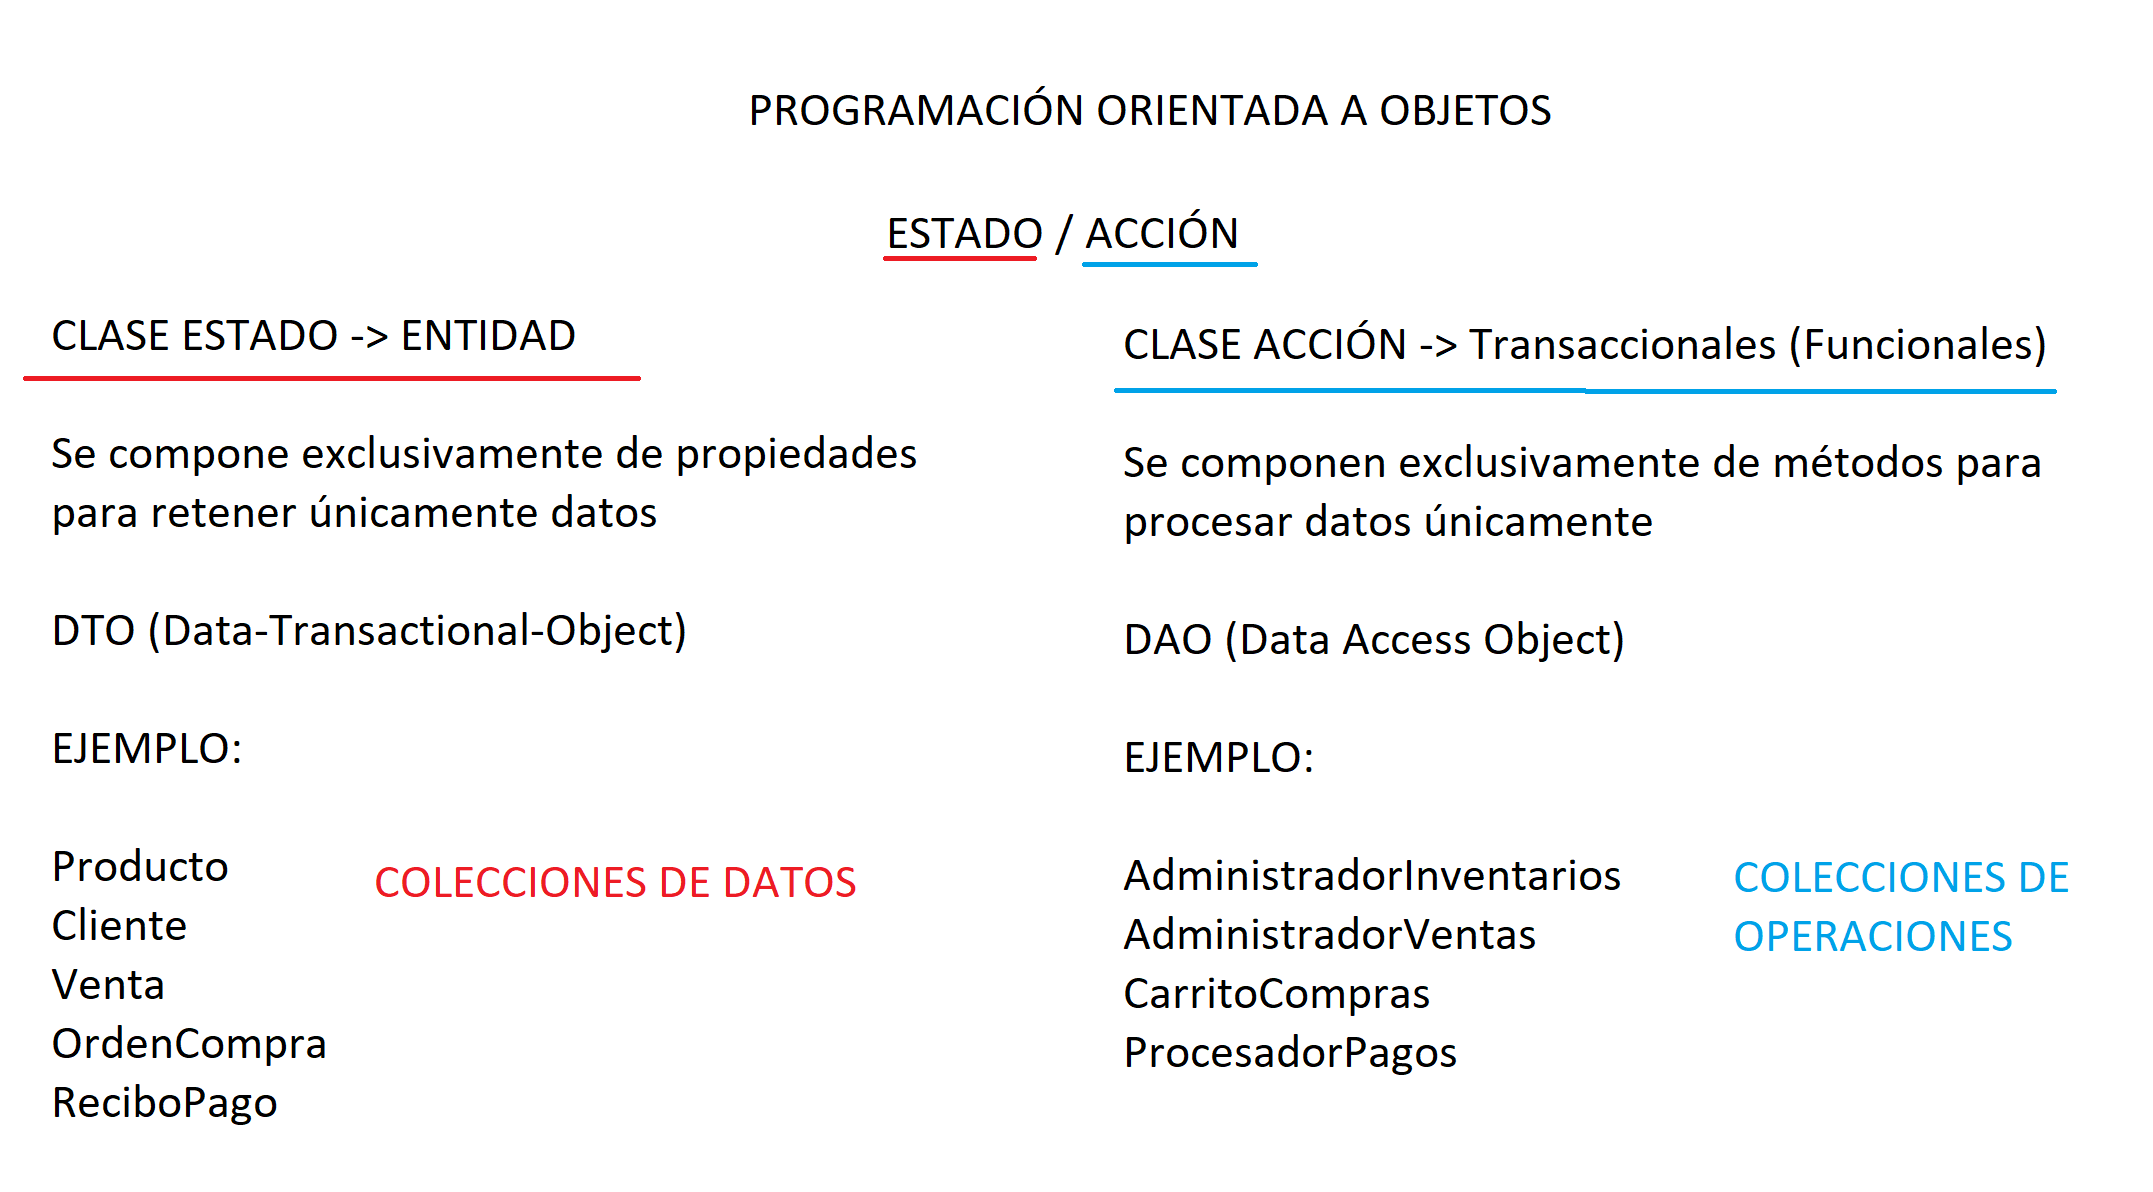 PROGRAMACIÓN ORIENTADA A OBJETOS
ESTADO / ACCIÓN
CLASE ESTADO -> ENTIDAD
Se compone exclusivamente de propiedades
para retener únicamente datos
DTO (Data-Transactional-Object)
EJEMPLO:
Producto
Cliente
Venta
OrdenCompra
ReciboPago
COLECCIONES DE DATOS
CLASE ACCIÓN -> Transaccionales (Funcionales)
Se componen exclusivamente de métodos para
procesar datos únicamente
DAO (Data Access Object)
EJEMPLO:
AdministradorInventarios
AdministradorVentas
CarritoCompras
ProcesadorPagos
COLECCIONES DE
OPERACIONES